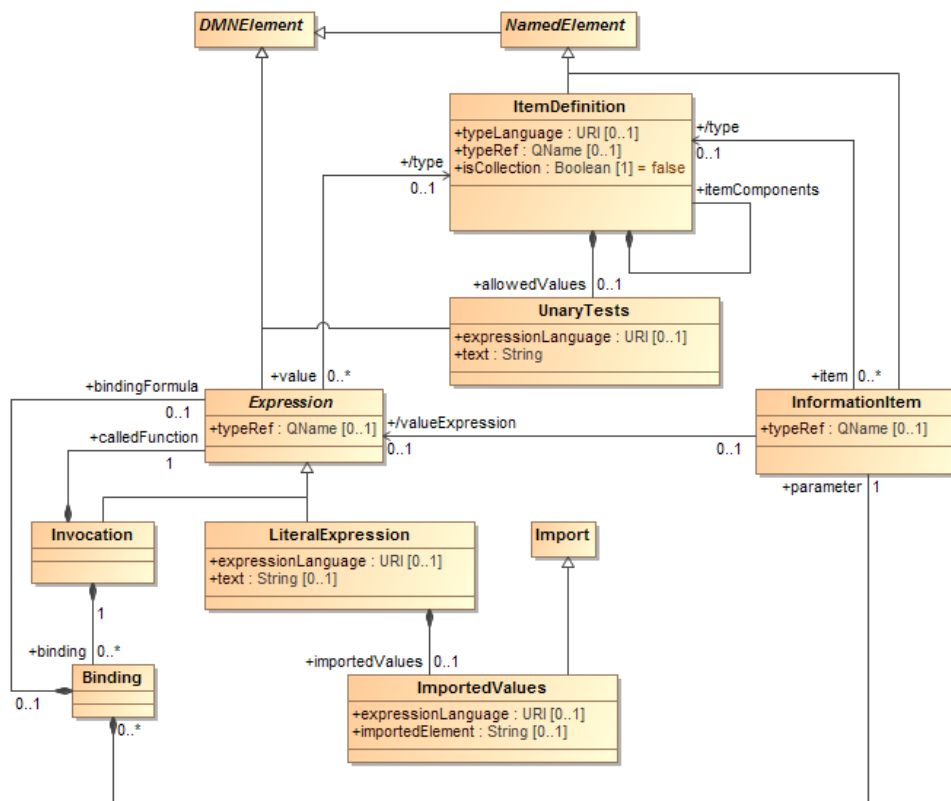 DMNElement
NamedElement
ItemDefinition
+typeLanguage : URI [0..1]
+typeRef : QName [0..1]
+isCollection : Boolean [1] = false
+/type
0..1
+/type
0..1
+itemComponents
+allowedValues
0..1
UnaryTests
+expressionLanguage : URI [0..1]
+text : String
+value
0..*
+item
0..*
+bindingFormula
0..1
Expression
+typeRef : QName [0..1]
+calledFunction
1
+/valueExpression
0..1
0..1
InformationItem
+typeRef : QName [0..1]
+parameter
1
Invocation
LiteralExpression
+expressionLanguage : URI [0..1]
+text : String [0..1]
Import
1
+binding
0..*
+importedValues
0..1
Binding
0..1
0..*
ImportedValues
+expressionLanguage : URI [0..1]
+importedElement : String [0..1]